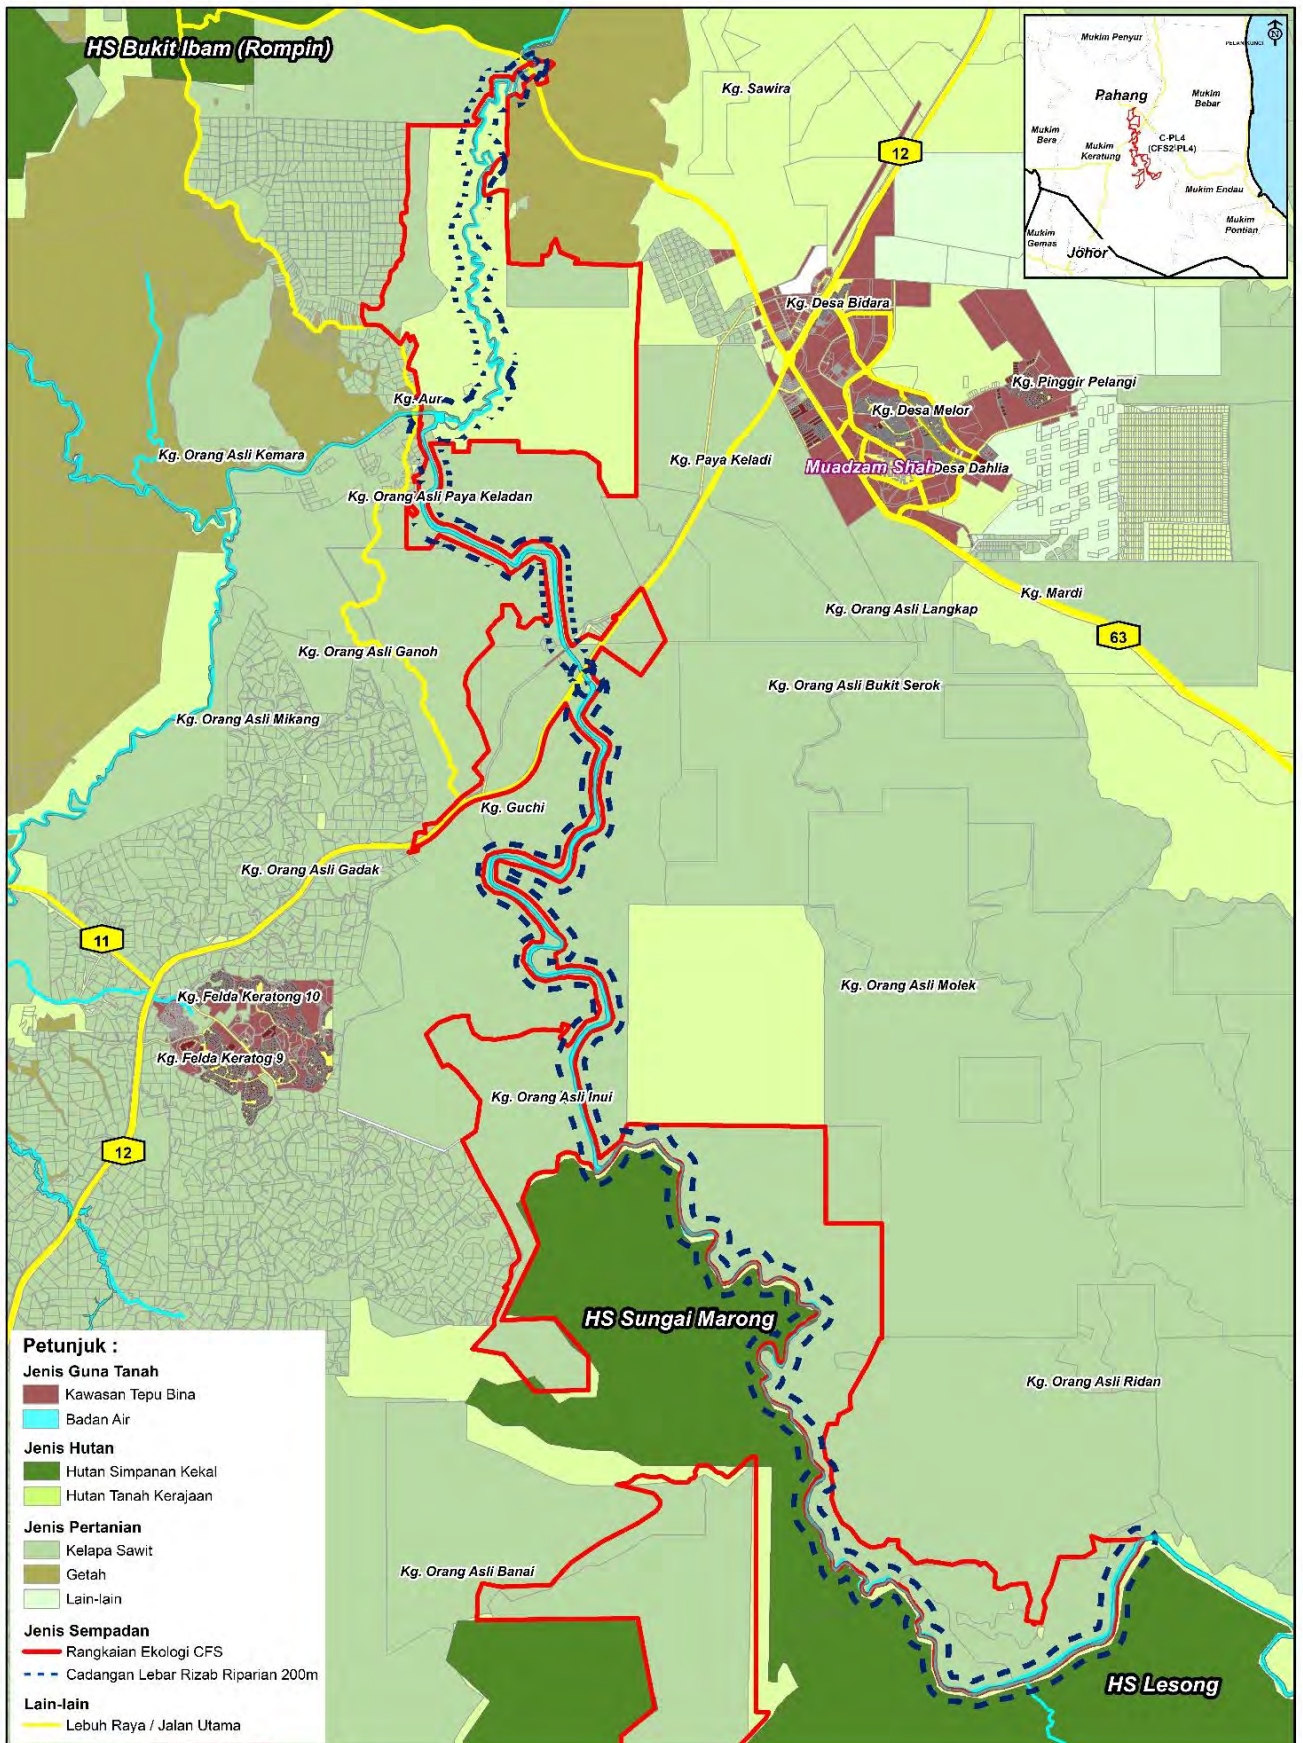 HS Bukit Ibam (Rompin)
Kg. Sawira
12
Mukim Penyur
PELAN KUNCI
N
Pahang
Mukim
Bebar
Mukim
Bera
C-PL4
(CFS2-PL4)
Mukim
Keratung
Mukim Endau
Mukim
Gemas
Mukim
Pontian
Johor
Kg. Desa Bidara
Kg. Pinggir Pelangi
Kg. Aur
Kg. Desa Melor
Kg. Orang Asli Kemara
Kg. Paya Keladi
Muadzam Shah
Desa Dahlia
Kg. Orang Asli Paya Keladan
Kg. Mardi
Kg. Orang Asli Langkap
63
Kg. Orang Asli Ganoh
Kg. Orang Asli Bukit Serok
Kg. Orang Asli Mikang
Kg. Guchi
Kg. Orang Asli Gadak
11
Kg. Orang Asli Molek
Kg. Felda Keratong 10
Kg. Felda Keratog 9
Kg. Orang Asli Inui
12
HS Sungai Marong
Kg. Orang Asli Ridan
Kg. Orang Asli Banai
HS Lesong
Petunjuk :
Jenis Guna Tanah
Kawasan Tepu Bina
Badan Air
Jenis Hutan
Hutan Simpanan Kekal
Hutan Tanah Kerajaan
Jenis Pertanian
Kelapa Sawit
Getah
Lain-lain
Jenis Sempadan
Rangkaian Ekologi CFS
Cadangan Lebar Rizab Riparian 200m
Lain-lain
Lebuh Raya / Jalan Utama